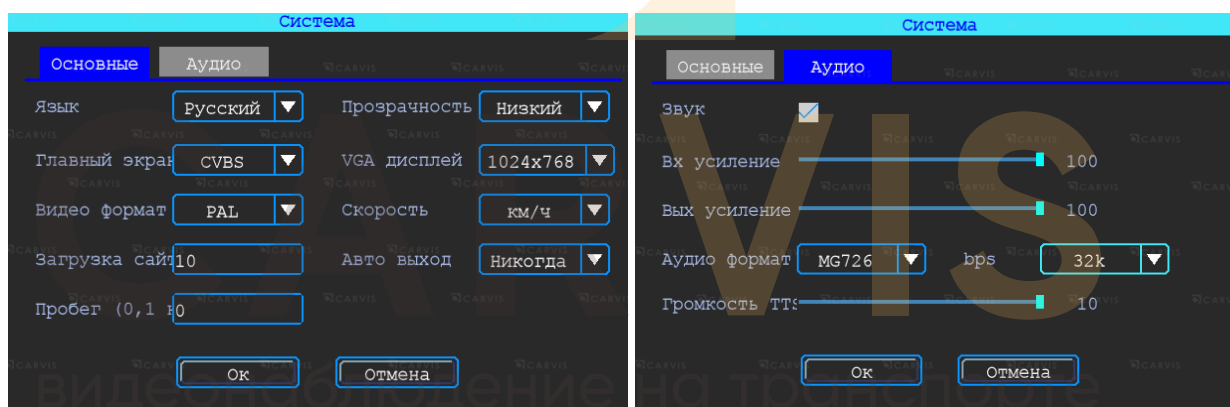 Система
Основные Аудио
Язык Русский Прозрачность Низкий
Главный экран CVBS VGA дисплей 1024x768
Видео формат PAL Скорость км/ч
Загрузка сайт 10 Авто выход Никогда
Пробег (0,1 к 0
Ок Отмена
Система
Основные Аудио
Звук
Вх усиление 100
Вых усиление 100
Аудио формат MG726 bps 32k
Громкость TTS 10
Ок Отмена
CARVIS
видеонаблюдение на транспорте